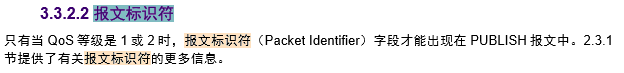 3.3.2.2 报文标识符
只有当 QoS 等级是 1 或 2 时，报文标识符（Packet Identifier）字段才能出现在 PUBLISH 报文中。2.3.1
节提供了有关报文标识符的更多信息。